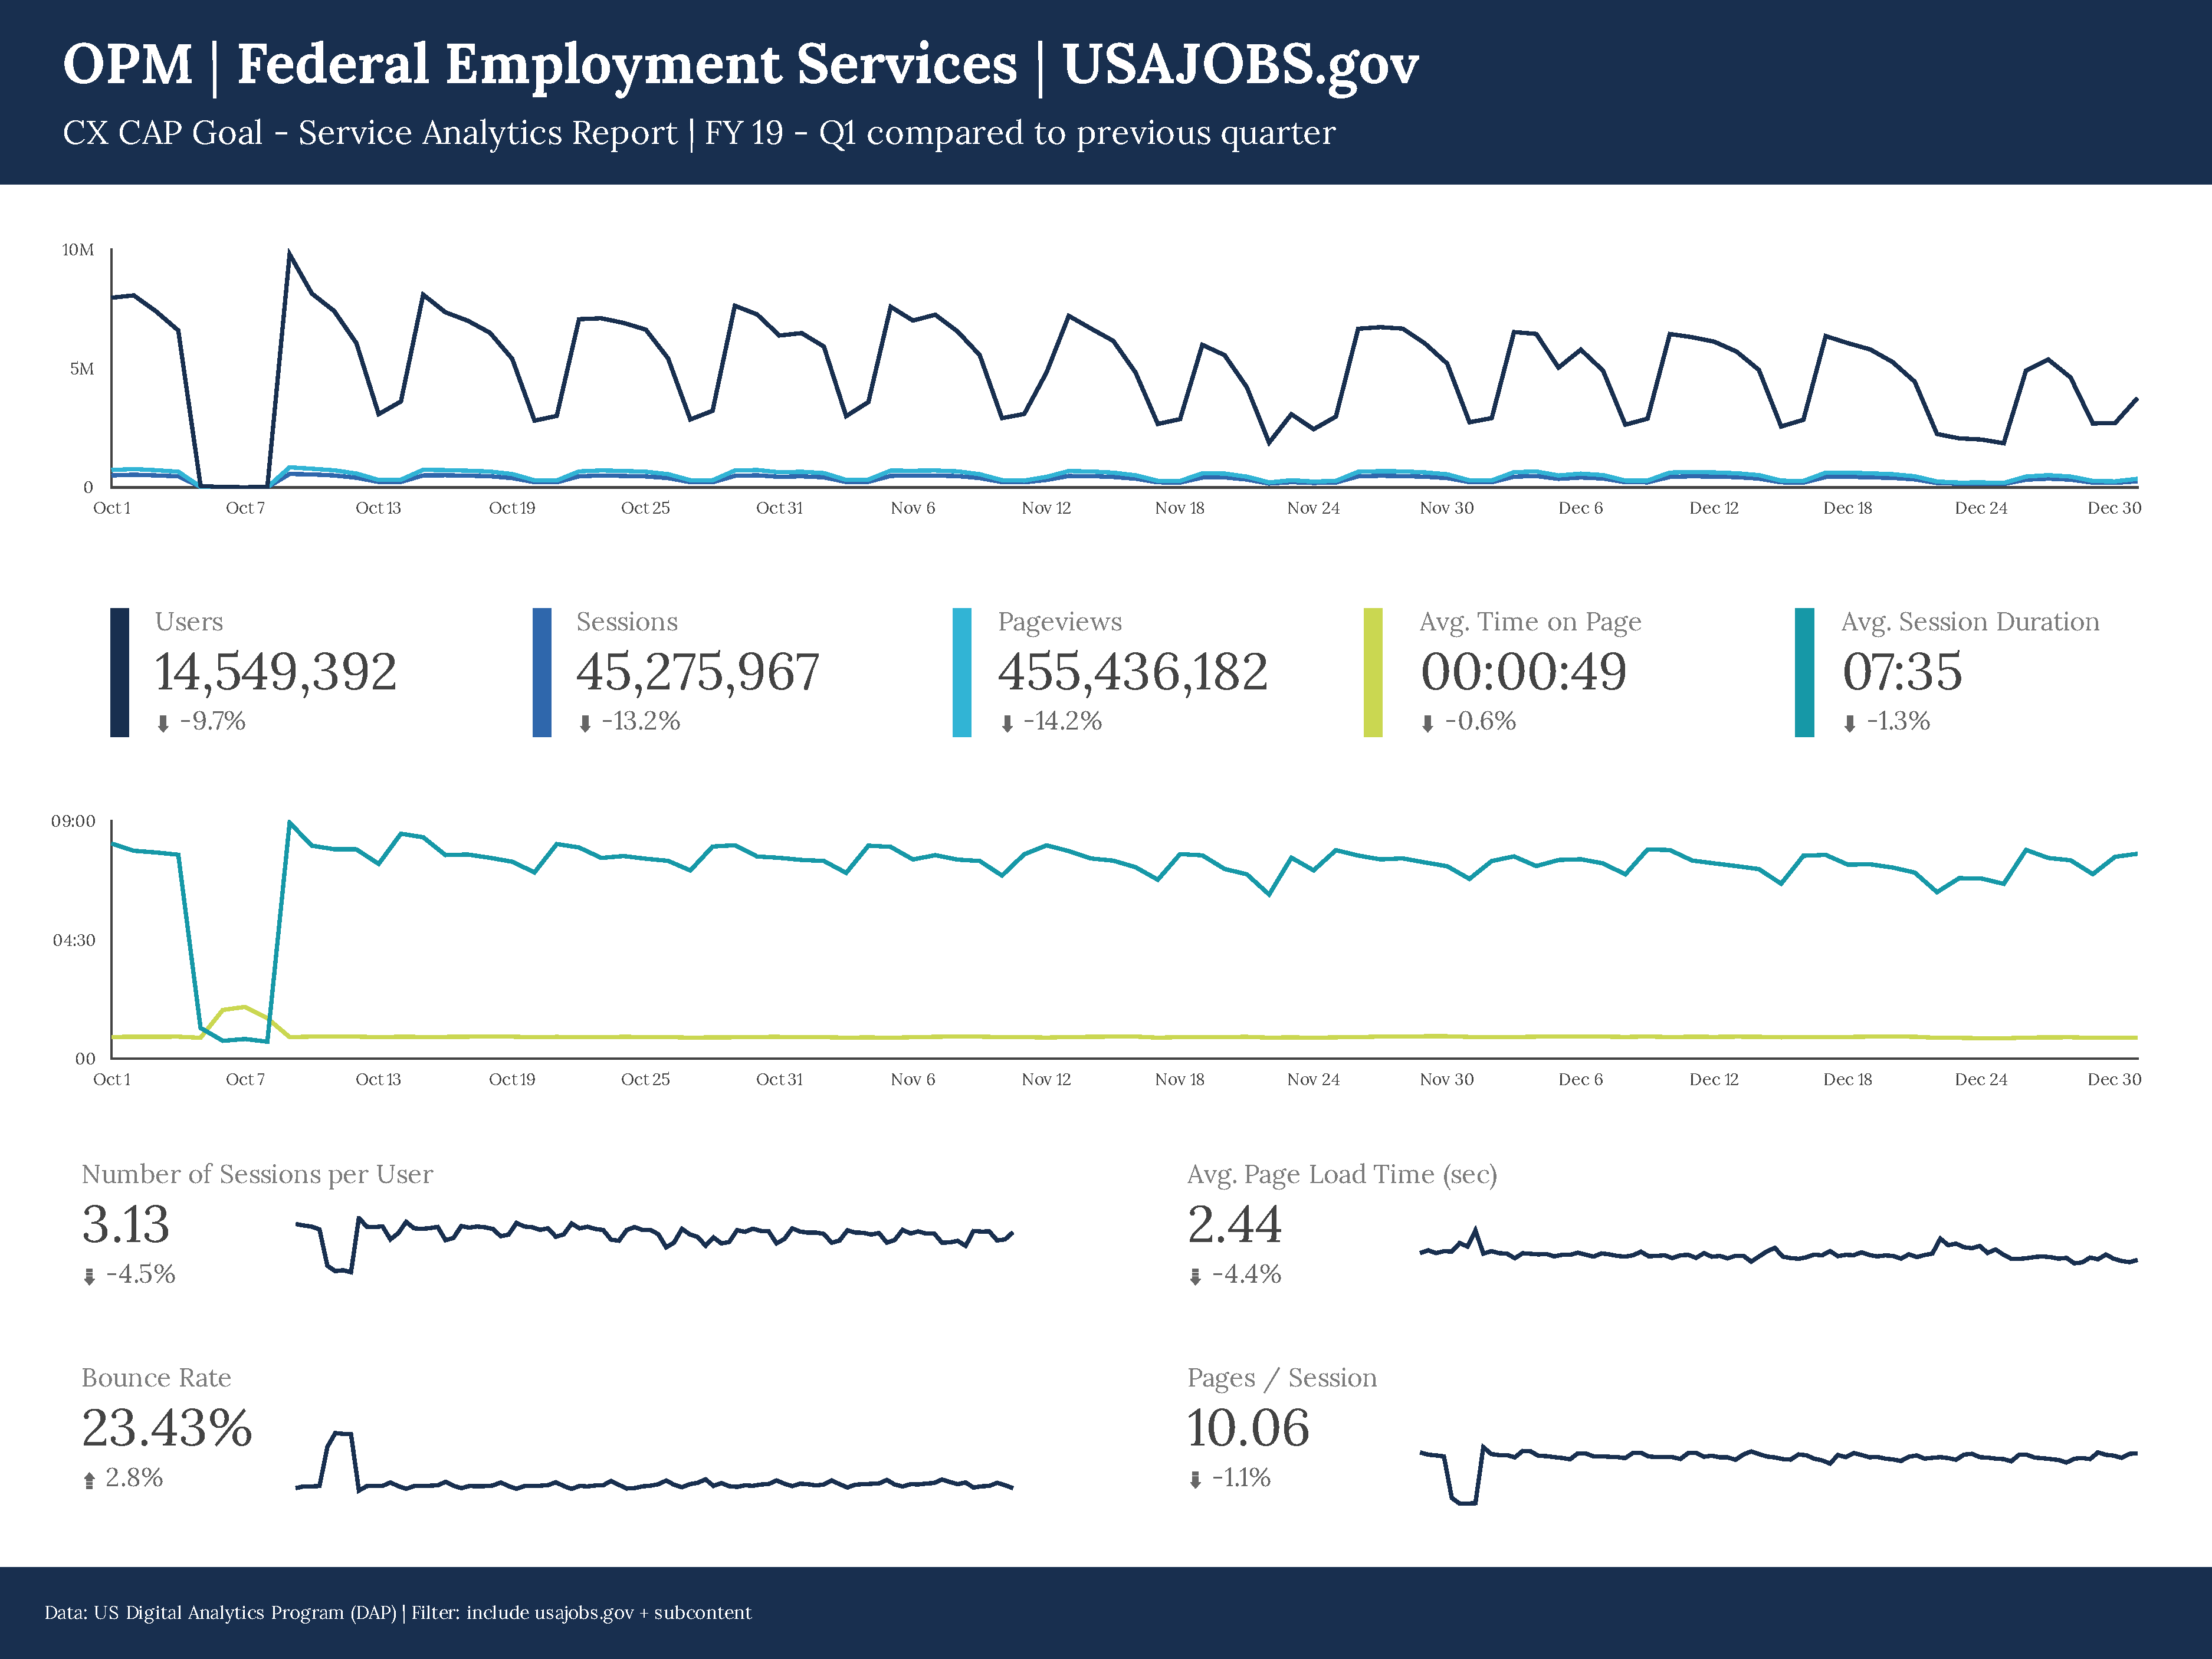 OPM | Federal Employment Services | USAJOBS.gov
CX CAP Goal - Service Analytics Report | FY 19 - Q1 compared to previous quarter
10M
5M
0
Oct 1 Oct 7 Oct 13 Oct 19 Oct 25 Oct 31 Nov 6 Nov 12 Nov 18 Nov 24 Nov 30 Dec 6 Dec 12 Dec 18 Dec 24 Dec 30
Users Sessions Pageviews Avg. Time on Page Avg. Session Duration
14,549,392 45,275,967 455,436,182 00:00:49 07:35
-9.7% -13.2% -14.2% -0.6% -1.3%
09:00
04:30
00
Oct 1 Oct 7 Oct 13 Oct 19 Oct 25 Oct 31 Nov 6 Nov 12 Nov 18 Nov 24 Nov 30 Dec 6 Dec 12 Dec 18 Dec 24 Dec 30
Number of Sessions per User Avg. Page Load Time (sec)
3.13 2.44
-4.5% -4.4%
Bounce Rate Pages / Session
23.43% 10.06
2.8% -1.1%
Data: US Digital Analytics Program (DAP) | Filter: include usajobs.gov + subcontent